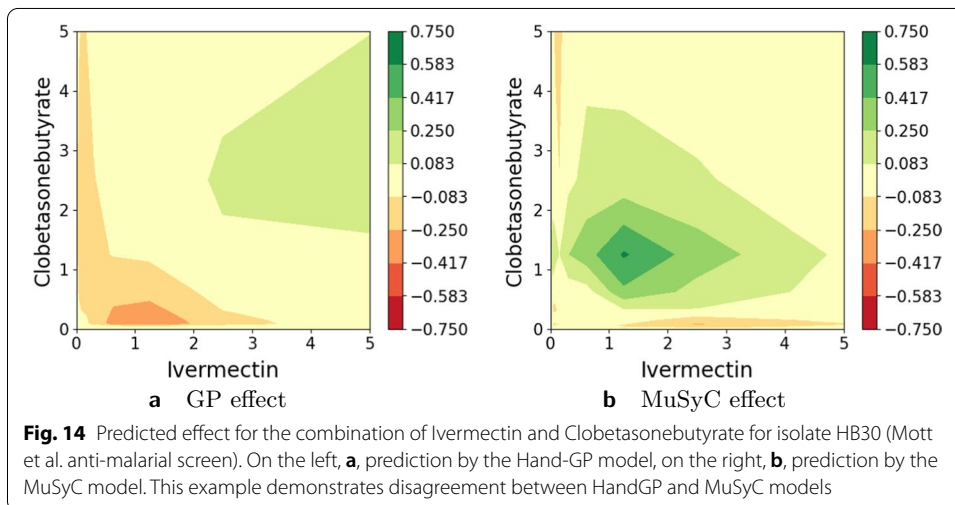 5
4
3
2
1
0
Clobetasonebutyrate
0 1 2 3 4 5
Ivermectin
0.750
0.583
0.417
0.250
0.083
−0.083
−0.250
−0.417
−0.583
−0.750
a GP effect
5
4
3
2
1
0
Clobetasonebutyrate
0 1 2 3 4 5
Ivermectin
0.750
0.583
0.417
0.250
0.083
−0.083
−0.250
−0.417
−0.583
−0.750
b MuSyC effect
Fig. 14 Predicted effect for the combination of Ivermectin and Clobetasonebutyrate for isolate HB30 (Mott
et al. anti-malarial screen). On the left, a, prediction by the Hand-GP model, on the right, b, prediction by the
MuSyC model. This example demonstrates disagreement between HandGP and MuSyC models